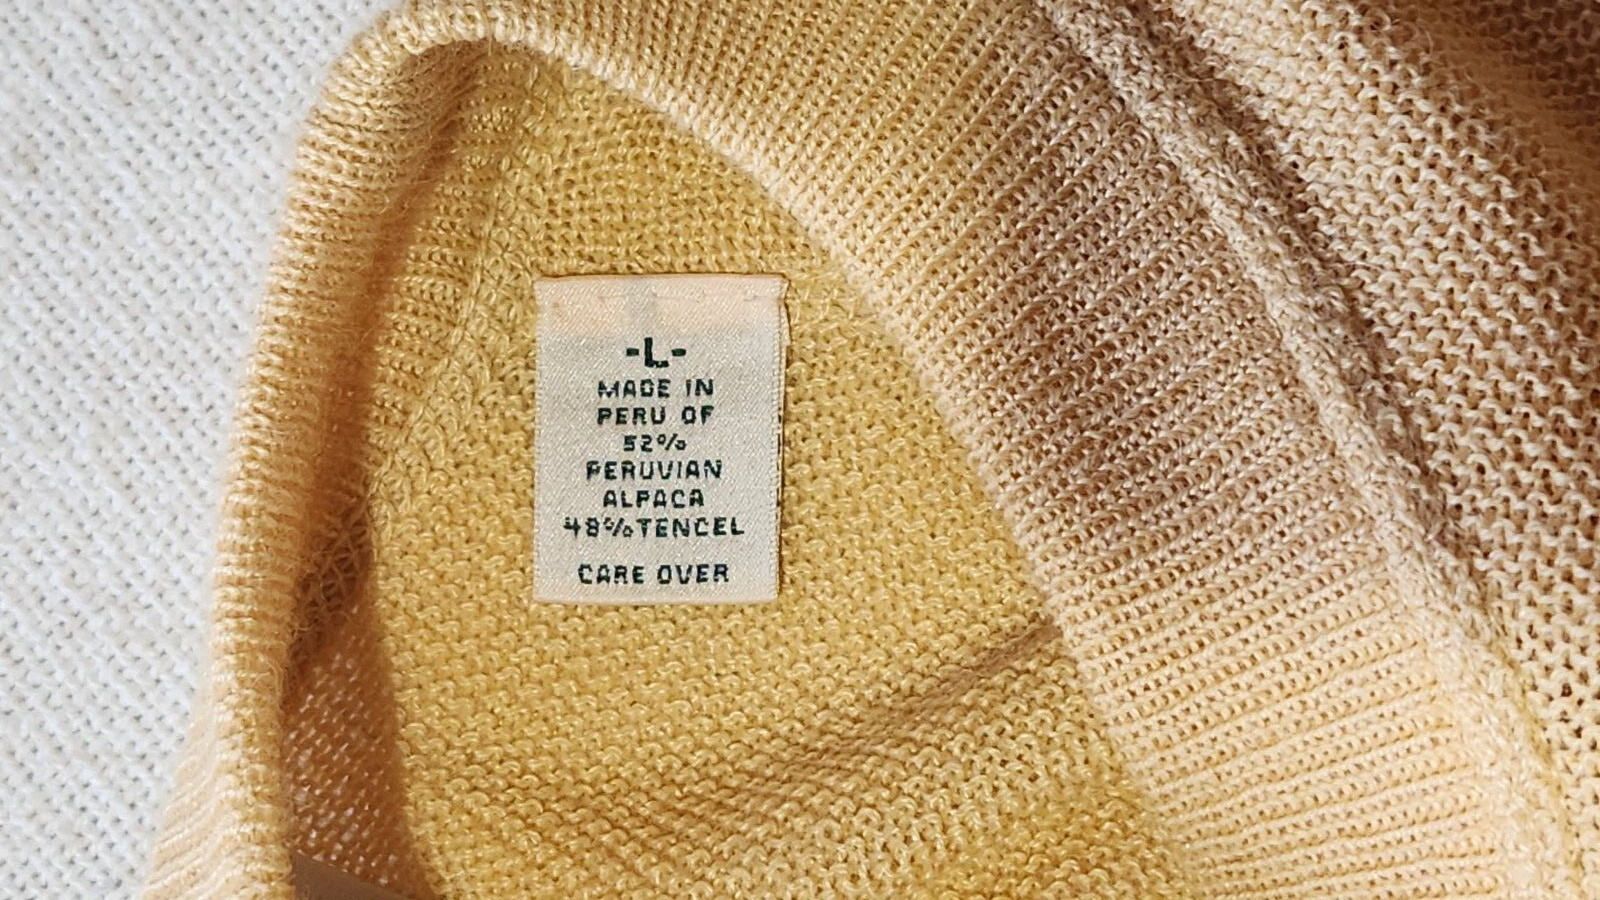 -L-
MADE IN
PERU OF
52%
PERUVIAN
ALPACA
48%TENCEL
CARE OVER